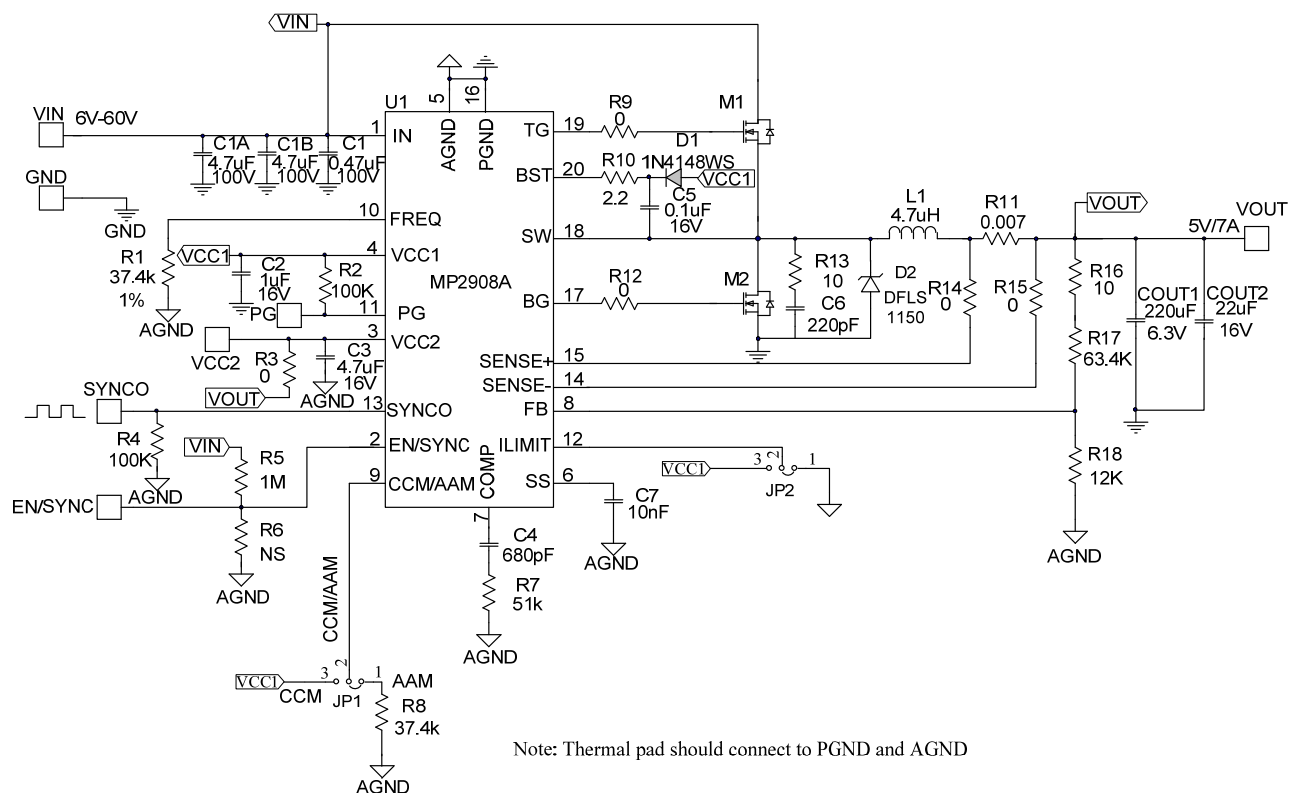 VIN
VIN 6V-60V
C1A
4.7uF
100V
C1B
4.7uF
100V
C1
0.47uF
100V
GND
GND
U1
5
16
AGND
PGND
MP2908A
1 IN
10 FREQ
4 VCC1
11 PG
3 VCC2
13 SYNCO
2 EN/SYNC
9 CCM/AAM
COMP
7
TG 19
BST 20
SW 18
BG 17
SENSE+ 15
SENSE- 14
FB 8
ILIMIT 12
SS 6
R1
37.4k
1%
AGND
VCC1
C2
1uF
16V
R2
100K
PG
VCC2
R3
0
VOUT
C3
4.7uF
16V
AGND
SYNCO
R4
100K
AGND
VIN
R5
1M
EN/SYNC
R6
NS
AGND
CCM/AAM
VCC1
CCM
3
2
1
JP1
AAM
R8
37.4k
AGND
C4
680pF
R7
51k
AGND
R9
0
M1
D1
1N4148WS
R10
2.2
VCC1
C5
0.1uF
16V
R12
0
M2
R13
10
C6
220pF
D2
DFLS
1150
L1
4.7uH
R11
0.007
R14
0
R15
0
VOUT
5V/7A
VOUT
R16
10
R17
63.4K
COUT1
220uF
6.3V
COUT2
22uF
16V
R18
12K
AGND
VCC1
3
2
1
JP2
C7
10nF
AGND
Note: Thermal pad should connect to PGND and AGND